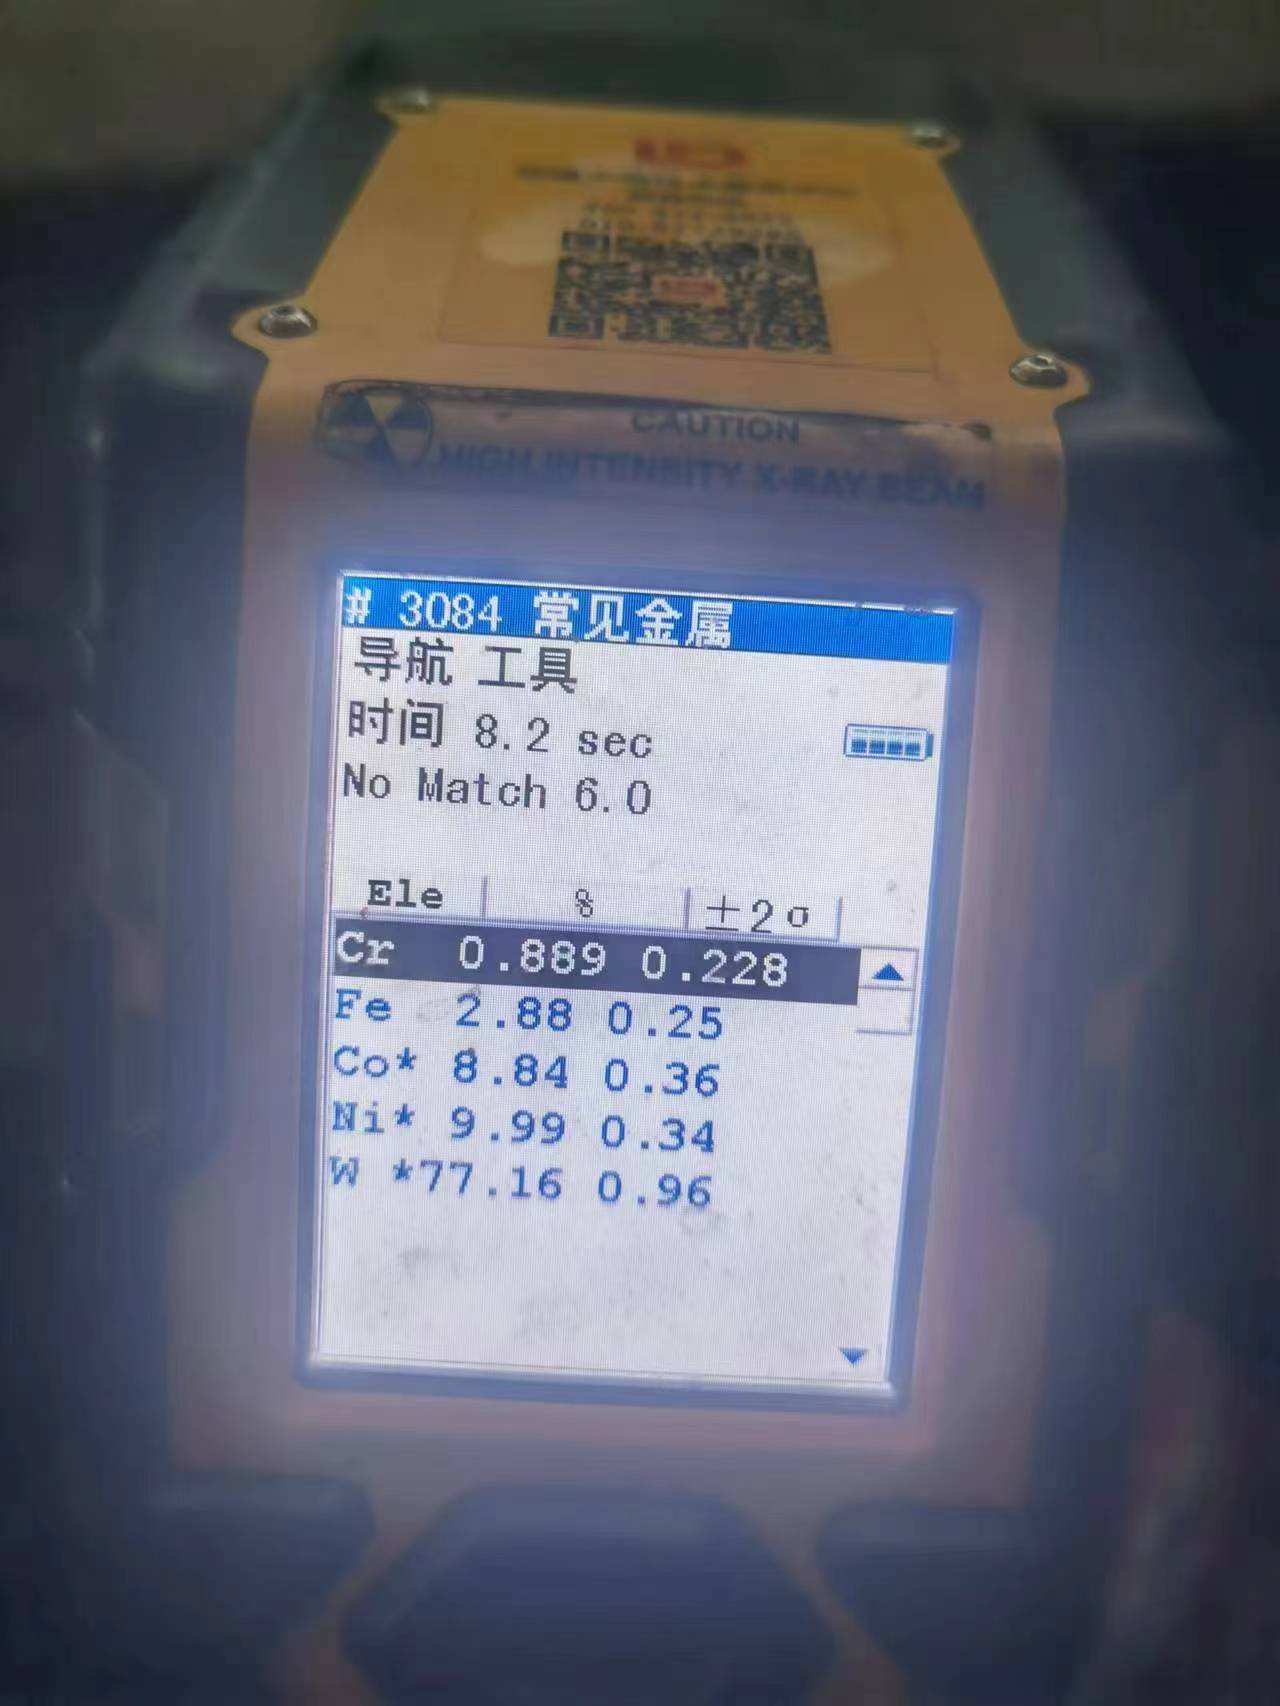 CAUTION
HIGH INTENSITY X-RAY BEAM
# 3084 常见金属
导航 工具
时间 8.2 sec
No Match 6.0
Ele % ±2σ
Cr 0.889 0.228
Fe 2.88 0.25
Co* 8.84 0.36
Ni* 9.99 0.34
W *77.16 0.96